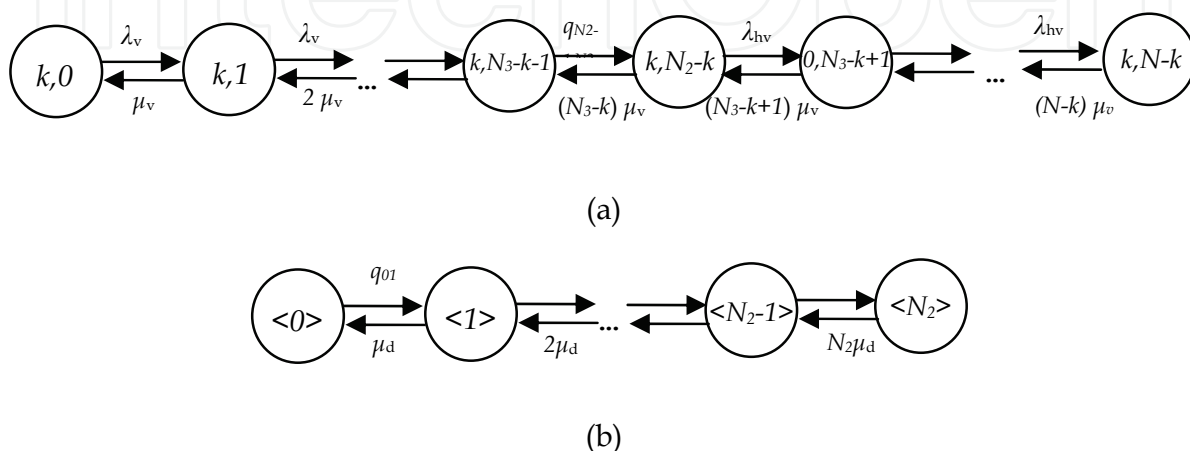 λv λv qN2- λhv λhv
k,0 k,1 ... k,N3-k-1 k,N2-k 0,N3-k+1 ... k,N-k
μv 2 μv (N3-k) μv (N3-k+1) μv (N-k) μv
(a)
q01
<0> <1> ... <N2-1> <N2>
μd 2μd N2μd
(b)